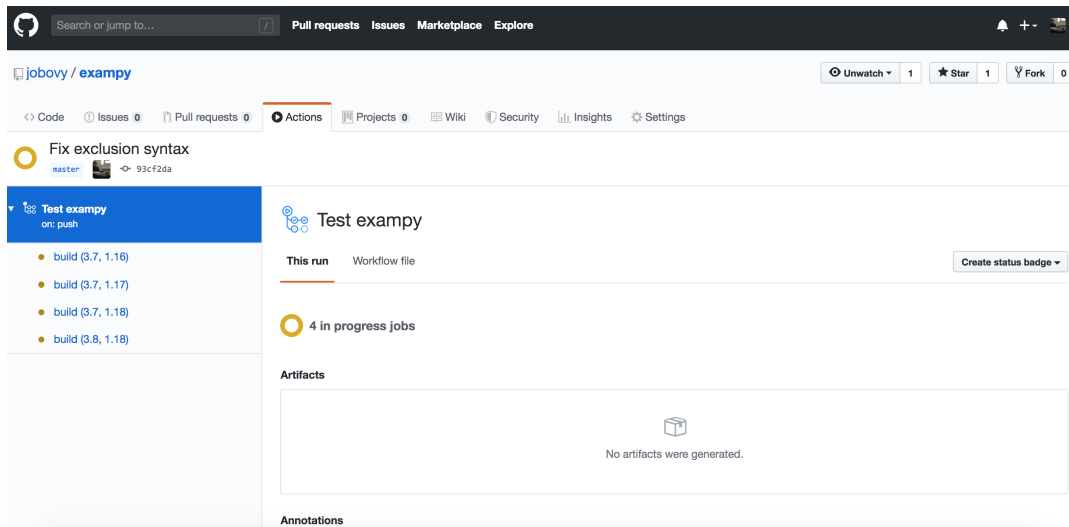 Search or jump to… /
Pull requests Issues Marketplace Explore
jobovy / exampy
Unwatch 1 Star 1 Fork 0
Code Issues 0 Pull requests 0 Actions Projects 0 Wiki Security Insights Settings
Fix exclusion syntax
master 93cf2da
Test exampy
on: push
build (3.7, 1.16)
build (3.7, 1.17)
build (3.7, 1.18)
build (3.8, 1.18)
Test exampy
This run Workflow file
Create status badge
4 in progress jobs
Artifacts
No artifacts were generated.
Annotations